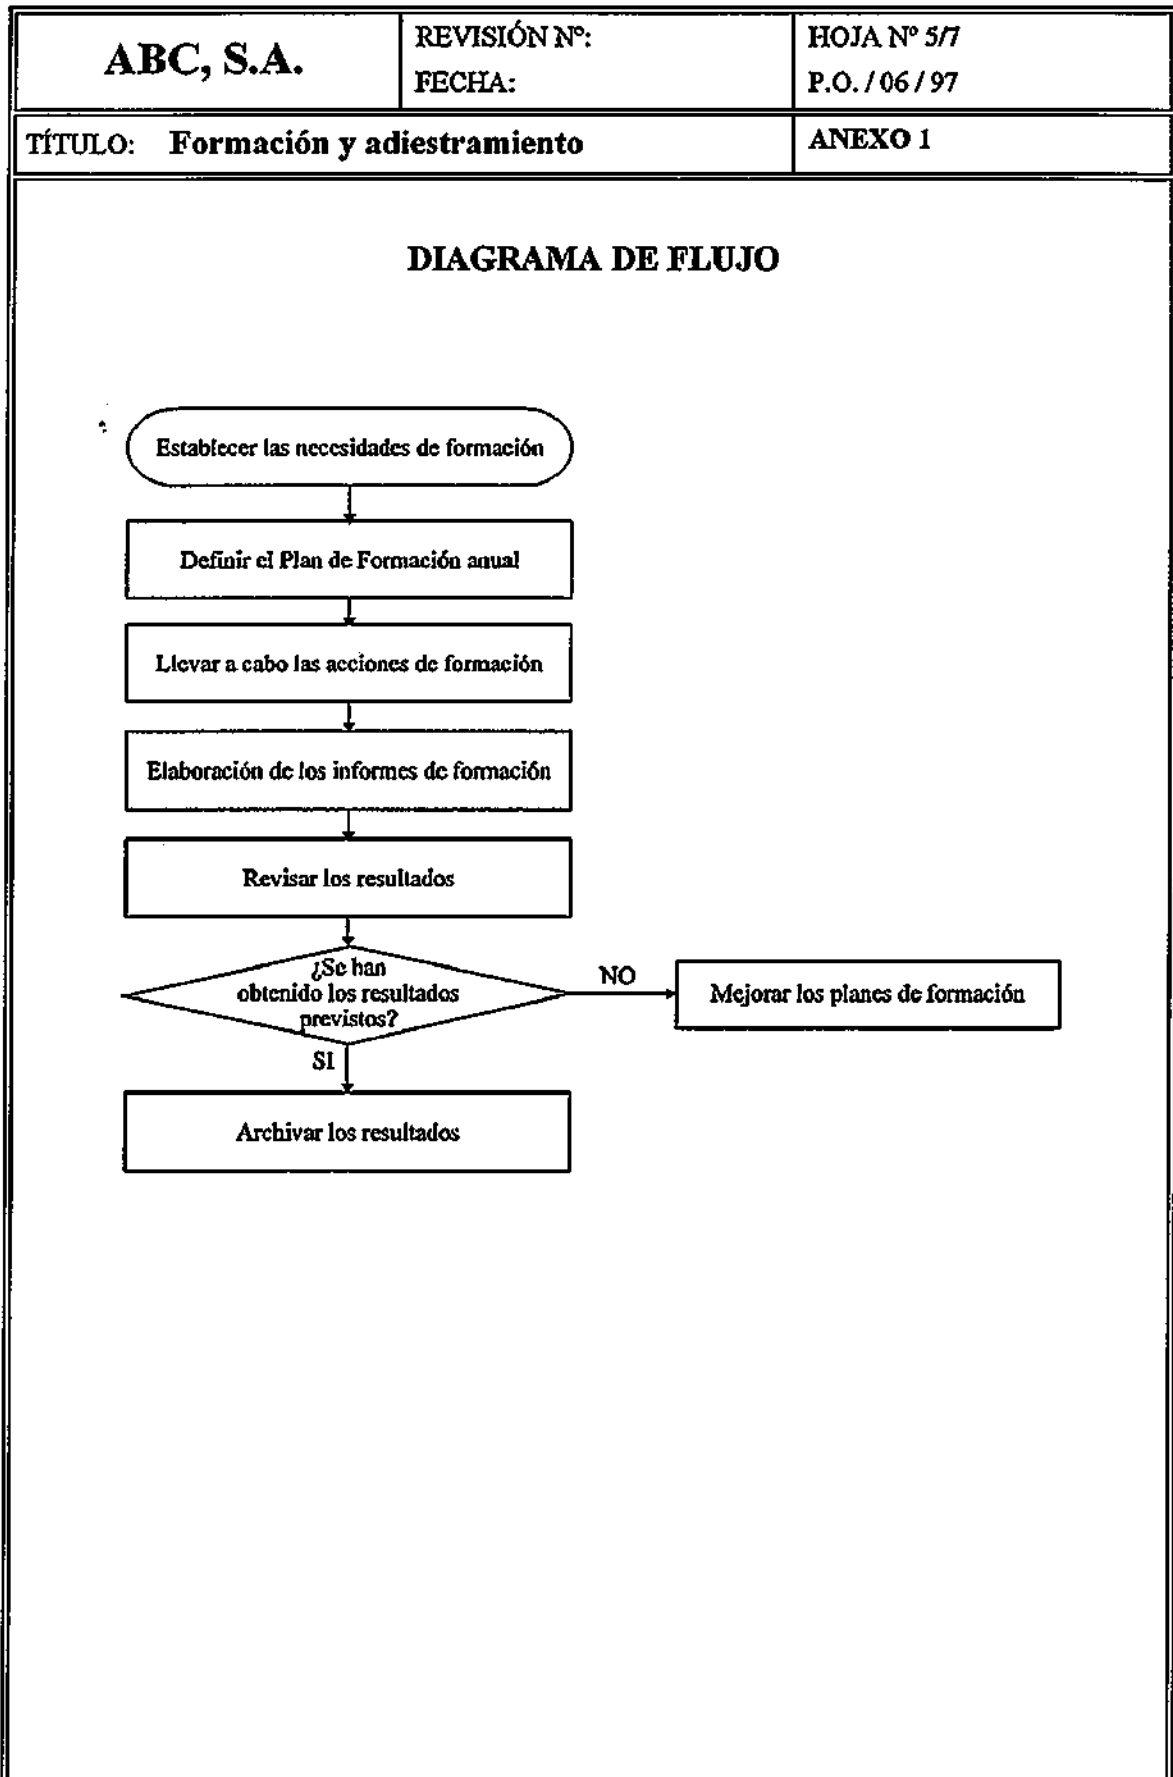 ABC, S.A.
REVISIÓN Nº:
FECHA:
HOJA Nº 5/7
P.O. / 06 / 97
TÍTULO: Formación y adiestramiento
ANEXO 1
DIAGRAMA DE FLUJO
Establecer las necesidades de formación
Definir el Plan de Formación anual
Llevar a cabo las acciones de formación
Elaboración de los informes de formación
Revisar los resultados
¿Se han
obtenido los resultados
previstos?
NO
Mejorar los planes de formación
SI
Archivar los resultados